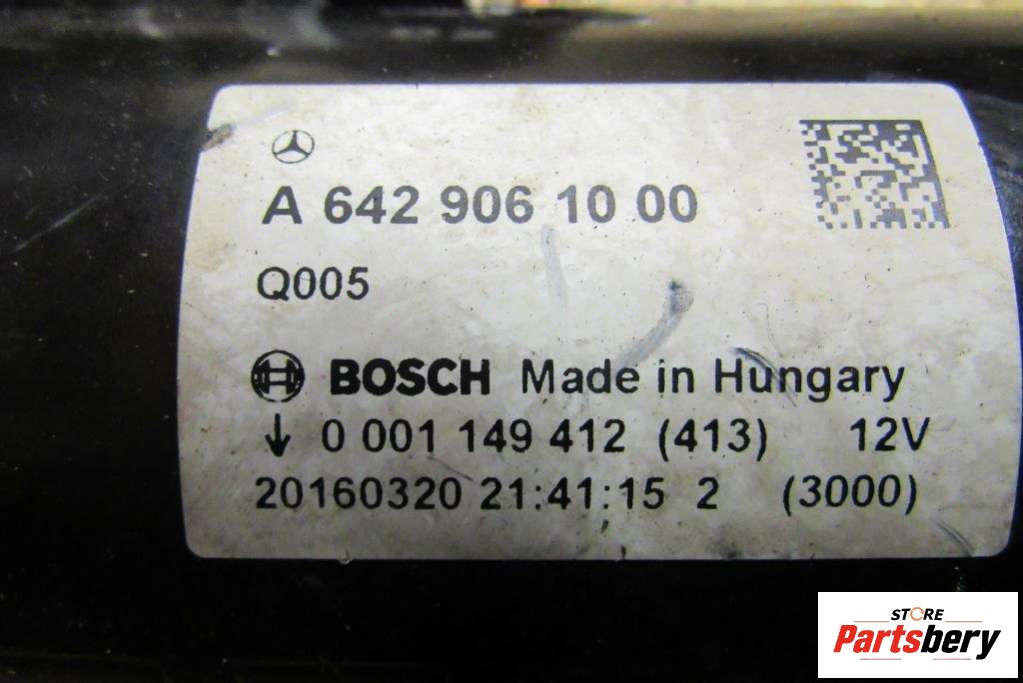 A 642 906 10 00
Q005
BOSCH Made in Hungary
↓ 0 001 149 412 (413) 12V
20160320 21:41:15 2 (3000)
STORE
Partsbery